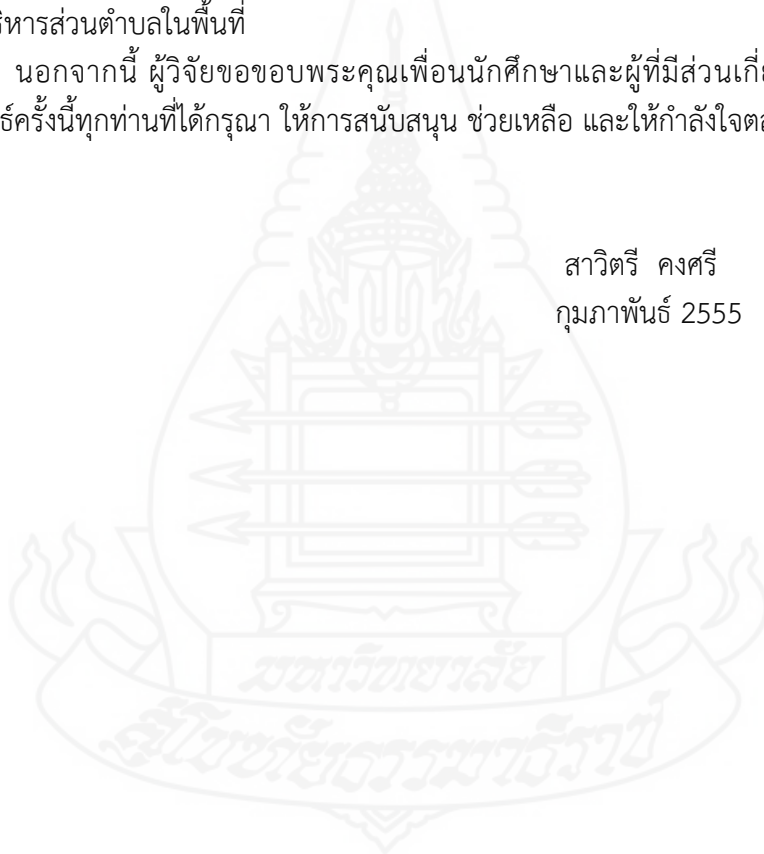 ริหารส่วนตำบลในพื้นที่
นอกจากนี้ ผู้วิจัยขอขอบพระคุณเพื่อนนักศึกษาและผู้ที่มีส่วนเกี่ย
ธ์ครั้งนี้ทุกท่านที่ได้กรุณา ให้การสนับสนุน ช่วยเหลือ และให้กำลังใจตล
สาวิตรี คงศรี
กุมภาพันธ์ 2555
มหาวิทยาลัย
สุโขทัยธรรมาธิราช